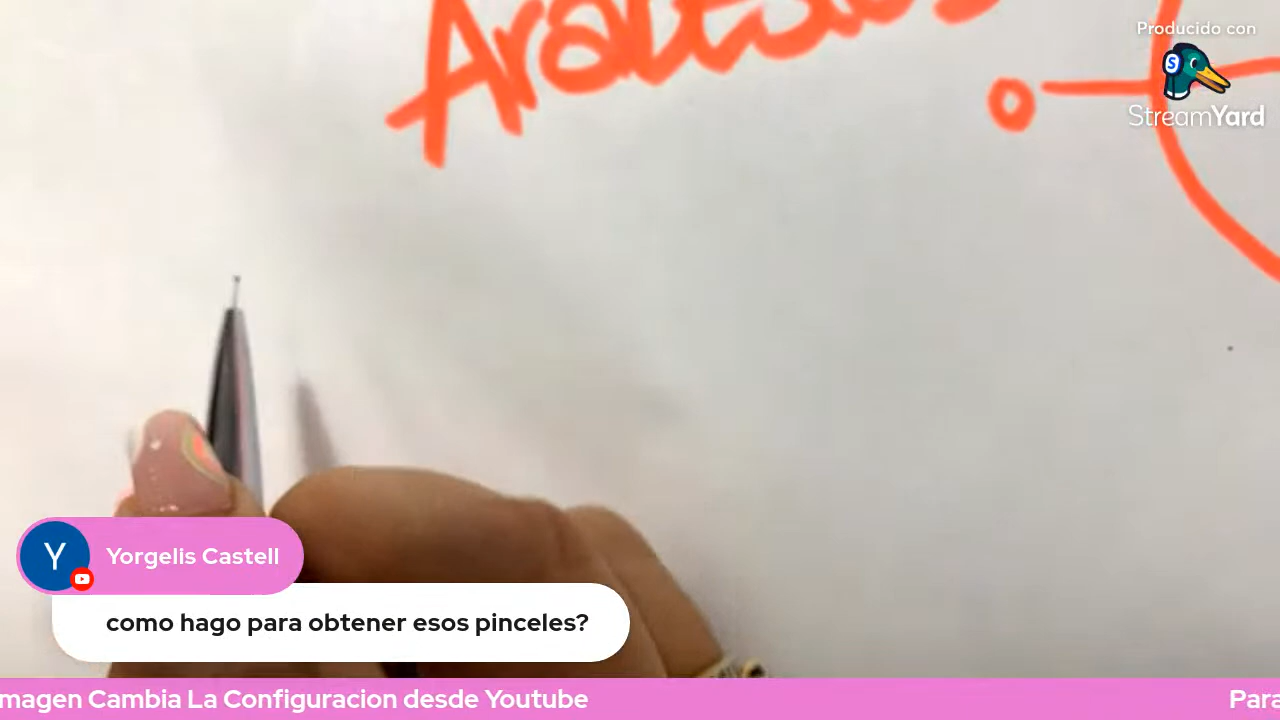 Producido con
StreamYard
Yorgelis Castell
como hago para obtener esos pinceles?
magen Cambia La Configuracion desde Youtube
Para